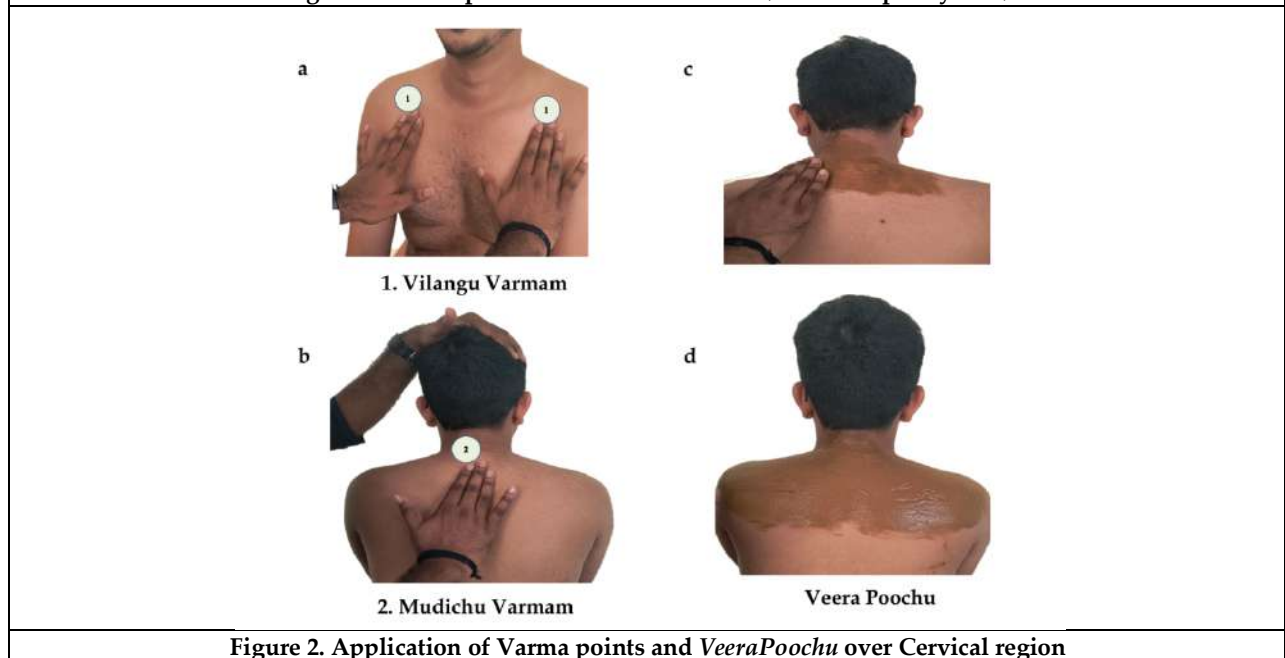 a
c
1
1
1. Vilangu Varmam
b
d
2
2. Mudichu Varmam
Veera Poochu
Figure 2. Application of Varma points and VeeraPoochu over Cervical region